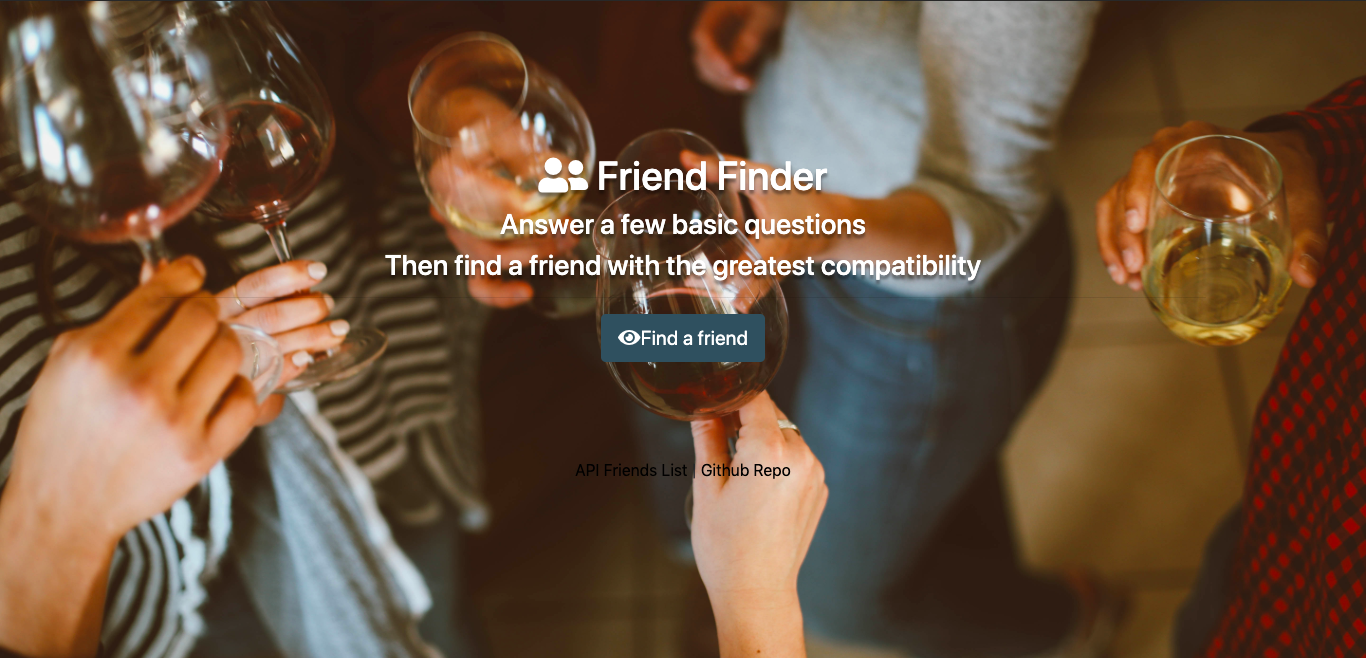 Friend Finder
Answer a few basic questions
Then find a friend with the greatest compatibility
Find a friend
API Friends List | Github Repo